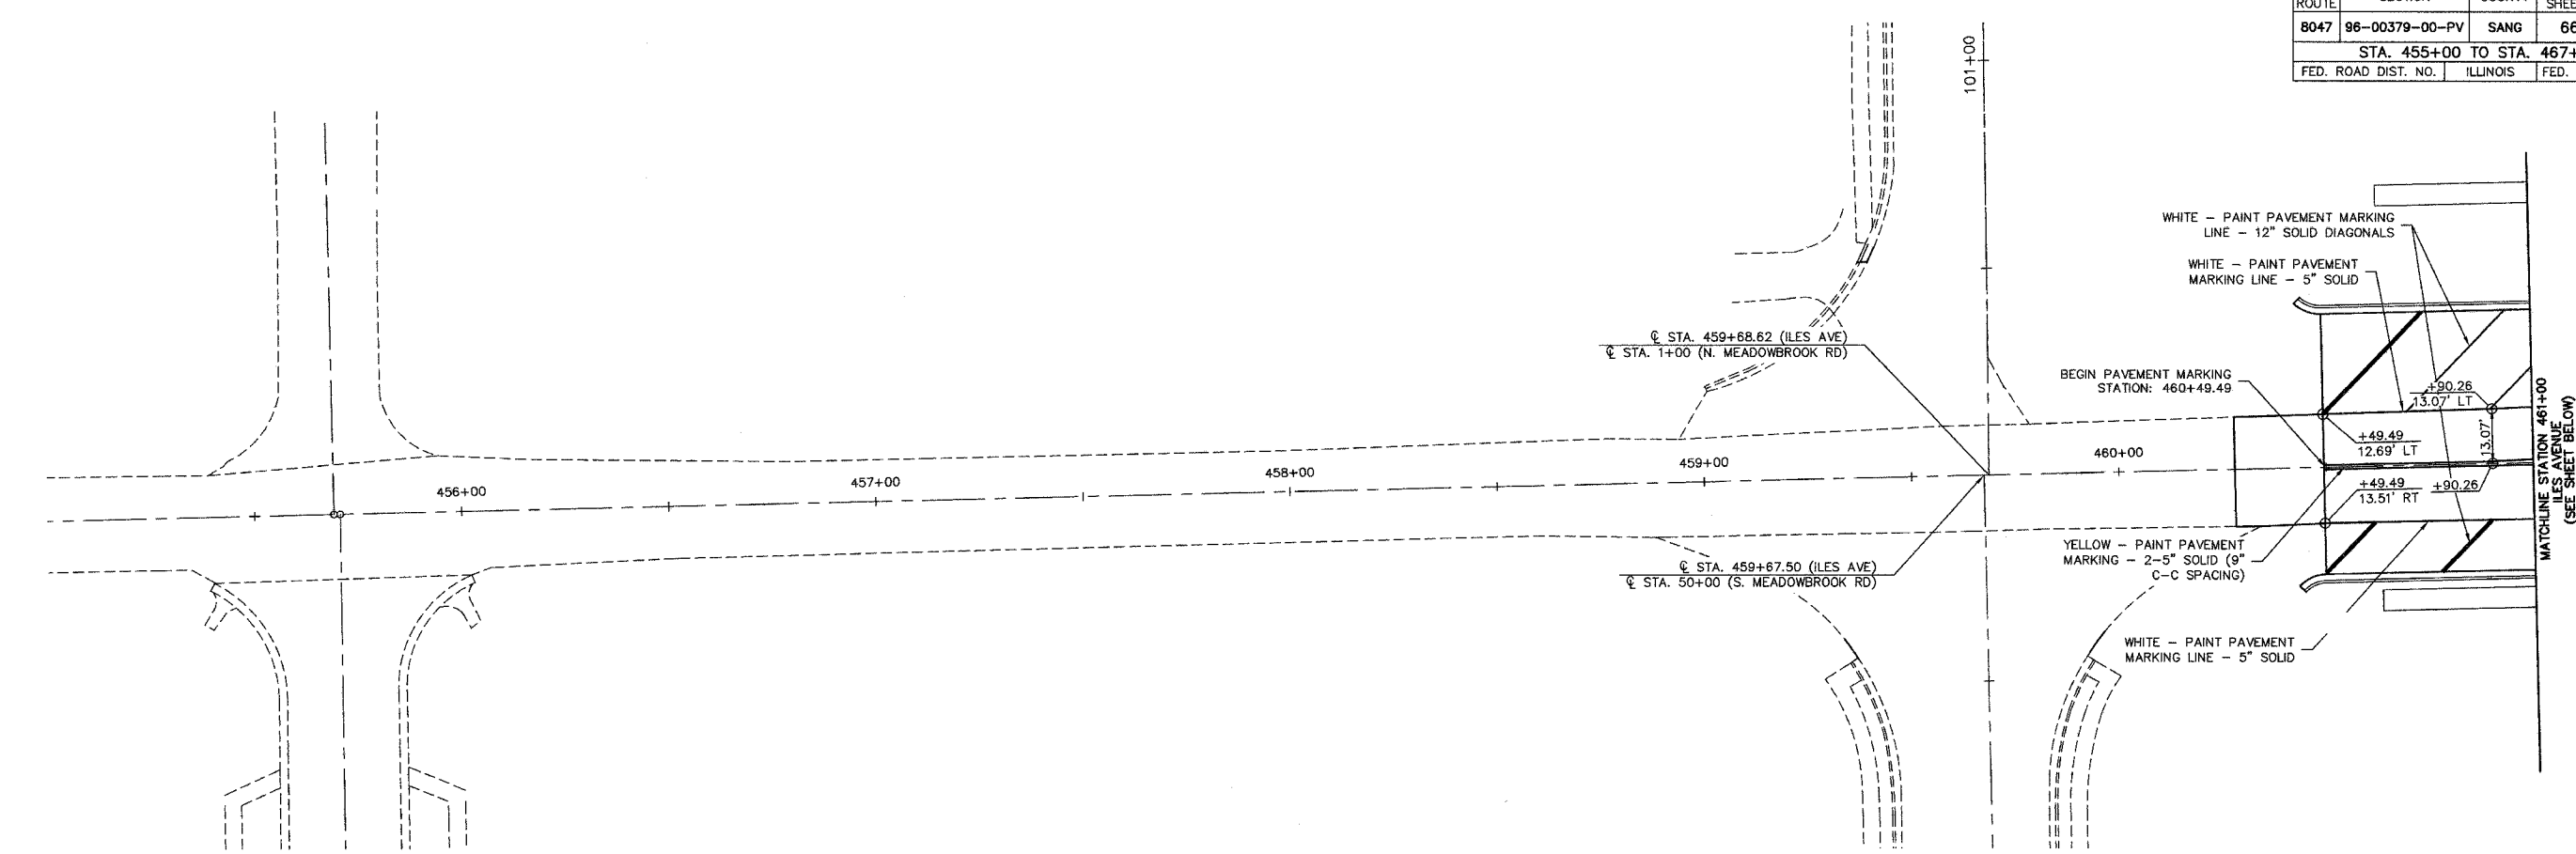 ROUTE
8047 96-00379-00-PV SANG 66
STA. 455+00 TO STA. 467+
FED. ROAD DIST. NO. ILLINOIS FED.
101+00
WHITE - PAINT PAVEMENT MARKING
LINE - 12" SOLID DIAGONALS
WHITE - PAINT PAVEMENT
MARKING LINE - 5" SOLID
℄ STA. 459+68.62 (ILES AVE)
℄ STA. 1+00 (N. MEADOWBROOK RD)
BEGIN PAVEMENT MARKING
STATION: 460+49.49
+90.26
13.07' LT
+49.49
12.69' LT
13.07'
+49.49
13.51' RT
+90.26
456+00
457+00
458+00
459+00
460+00
MATCHLINE STATION 461+00
ILES AVENUE
(SEE SHEET BELOW)
℄ STA. 459+67.50 (ILES AVE)
℄ STA. 50+00 (S. MEADOWBROOK RD)
YELLOW - PAINT PAVEMENT
MARKING - 2-5" SOLID (9"
C-C SPACING)
WHITE - PAINT PAVEMENT
MARKING LINE - 5" SOLID